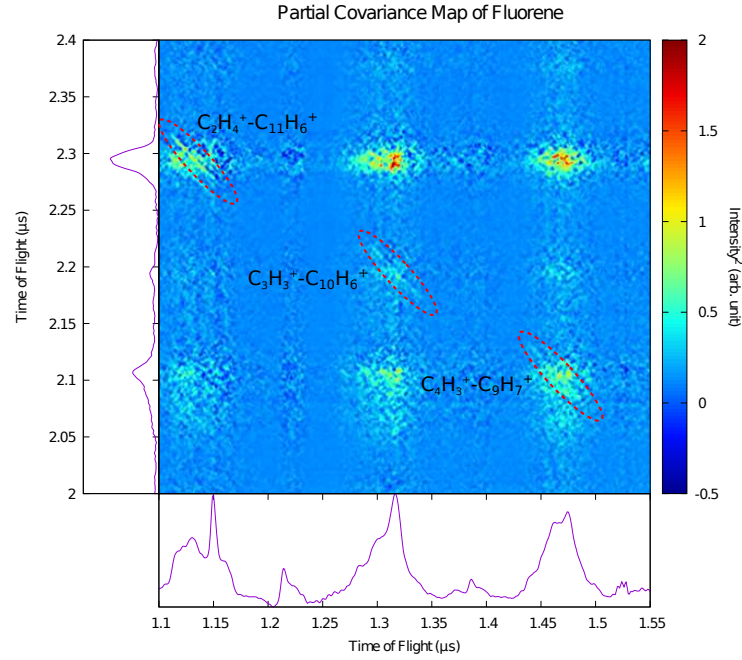 Partial Covariance Map of Fluorene
2.4
2.35
2.3
2.25
2.2
2.15
2.1
2.05
2
Time of Flight (µs)
C₂H₄⁺-C₁₁H₆⁺
C₃H₃⁺-C₁₀H₆⁺
C₄H₃⁺-C₉H₇⁺
2
1.5
1
0.5
0
-0.5
Intensity² (arb. unit)
1.1 1.15 1.2 1.25 1.3 1.35 1.4 1.45 1.5 1.55
Time of Flight (µs)